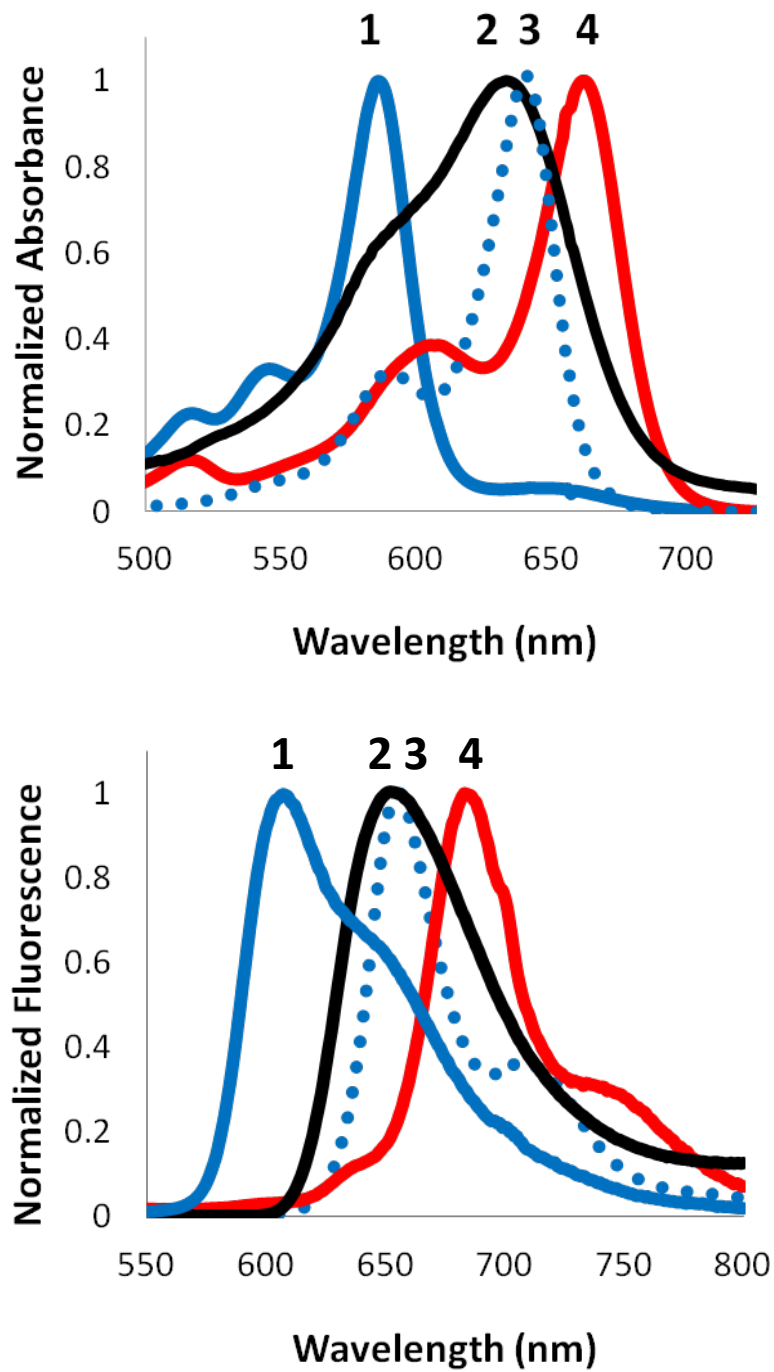 1 2 3 4
Normalized Absorbance
1
0.8
0.6
0.4
0.2
0
500 550 600 650 700
Wavelength (nm)
1 2 3 4
Normalized Fluorescence
1
0.8
0.6
0.4
0.2
0
550 600 650 700 750 800
Wavelength (nm)